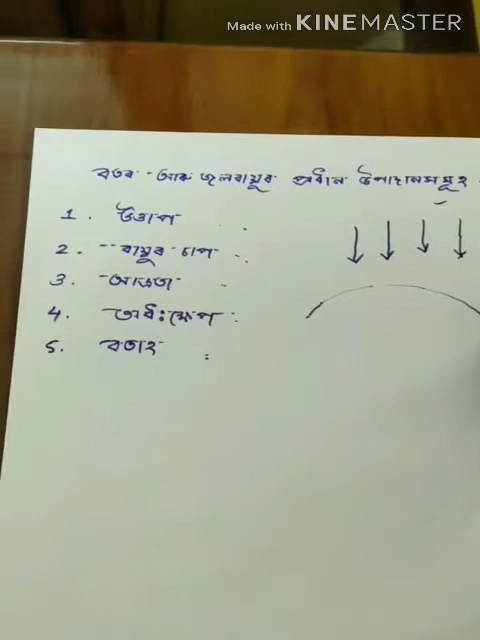 Made with KINEMASTER
বতৰ আৰু জলবায়ুৰ প্ৰধান উপাদানসমূহ
1. উত্তাপ
2. বায়ুৰ চাপ
3. আৰ্দ্ৰতা
4. অধঃক্ষেপ
5. বতাহ